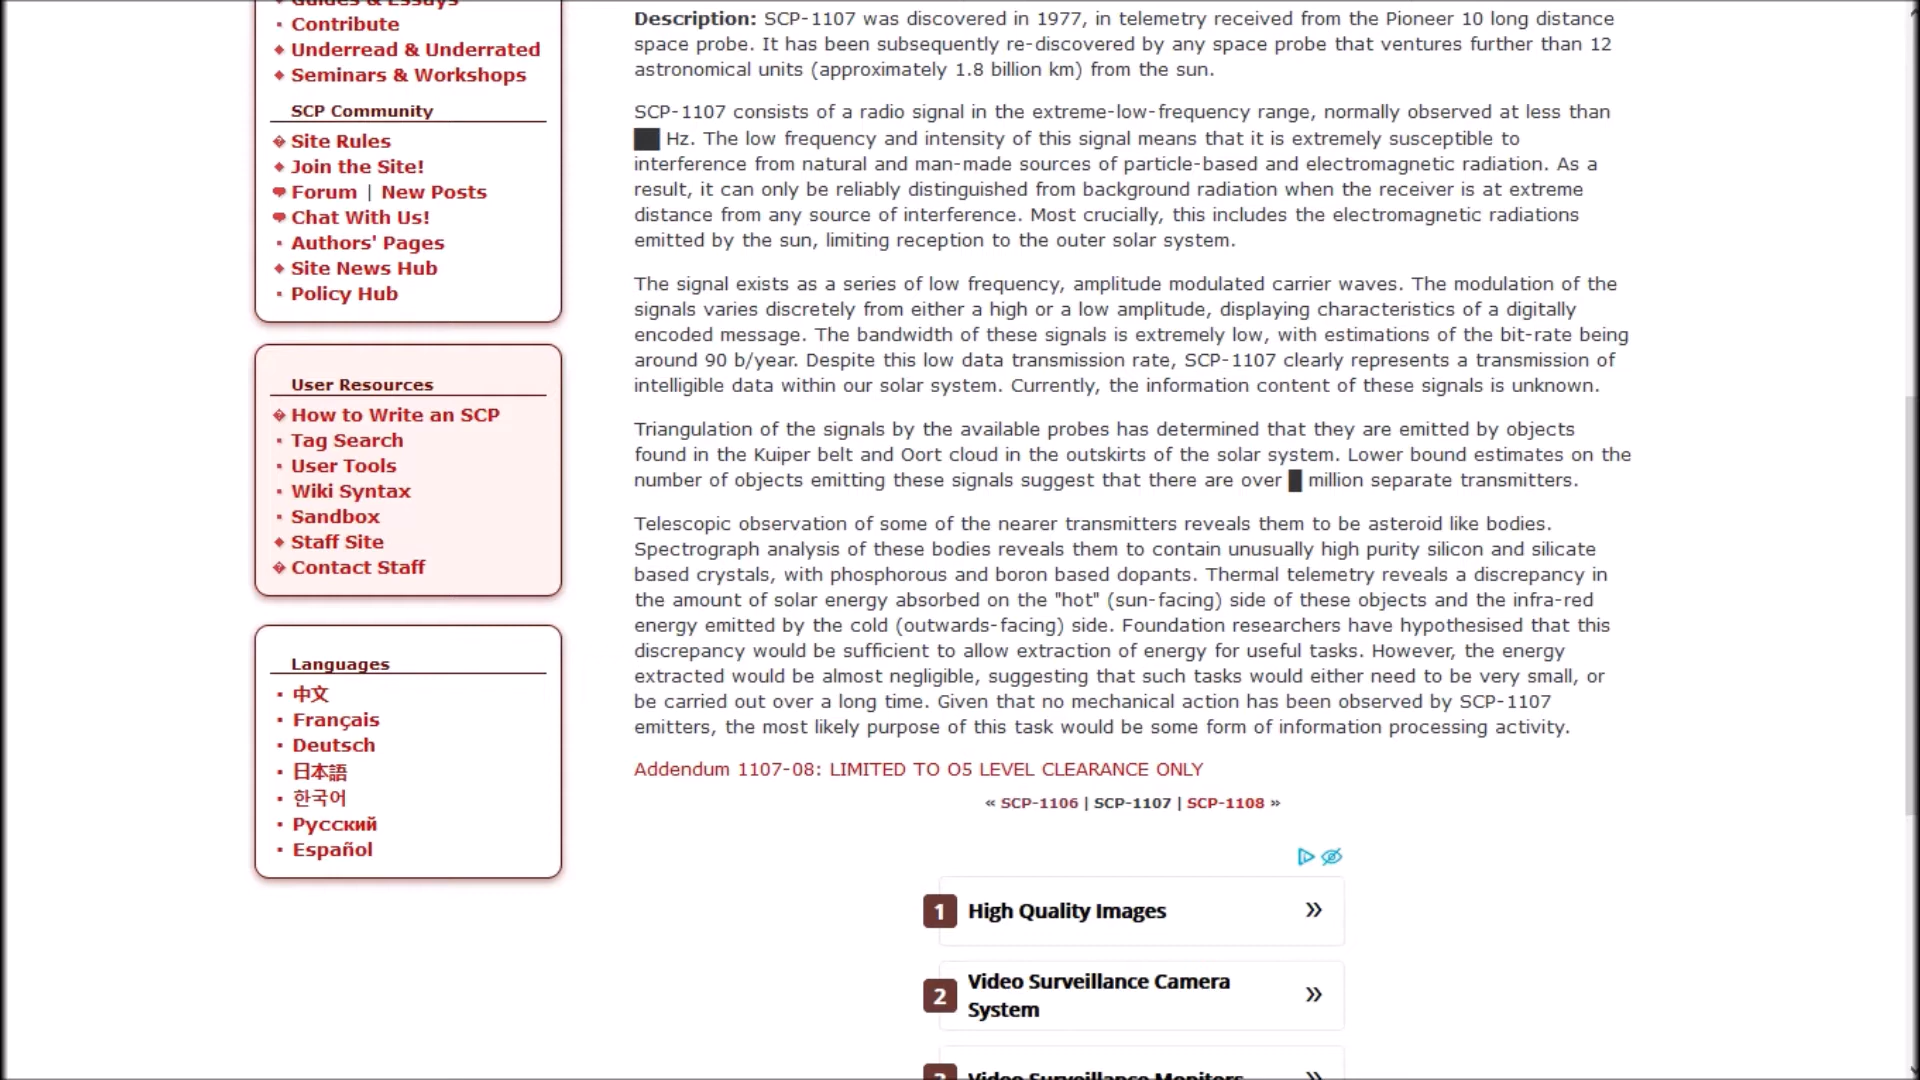 Guides & Essays
Contribute
Underread & Underrated
Seminars & Workshops
SCP Community
Site Rules
Join the Site!
Forum | New Posts
Chat With Us!
Authors' Pages
Site News Hub
Policy Hub
User Resources
How to Write an SCP
Tag Search
User Tools
Wiki Syntax
Sandbox
Staff Site
Contact Staff
Languages
中文
Français
Deutsch
日本語
한국어
Русский
Español
Description: SCP-1107 was discovered in 1977, in telemetry received from the Pioneer 10 long distance
space probe. It has been subsequently re-discovered by any space probe that ventures further than 12
astronomical units (approximately 1.8 billion km) from the sun.
SCP-1107 consists of a radio signal in the extreme-low-frequency range, normally observed at less than
██ Hz. The low frequency and intensity of this signal means that it is extremely susceptible to
interference from natural and man-made sources of particle-based and electromagnetic radiation. As a
result, it can only be reliably distinguished from background radiation when the receiver is at extreme
distance from any source of interference. Most crucially, this includes the electromagnetic radiations
emitted by the sun, limiting reception to the outer solar system.
The signal exists as a series of low frequency, amplitude modulated carrier waves. The modulation of the
signals varies discretely from either a high or a low amplitude, displaying characteristics of a digitally
encoded message. The bandwidth of these signals is extremely low, with estimations of the bit-rate being
around 90 b/year. Despite this low data transmission rate, SCP-1107 clearly represents a transmission of
intelligible data within our solar system. Currently, the information content of these signals is unknown.
Triangulation of the signals by the available probes has determined that they are emitted by objects
found in the Kuiper belt and Oort cloud in the outskirts of the solar system. Lower bound estimates on the
number of objects emitting these signals suggest that there are over █ million separate transmitters.
Telescopic observation of some of the nearer transmitters reveals them to be asteroid like bodies.
Spectrograph analysis of these bodies reveals them to contain unusually high purity silicon and silicate
based crystals, with phosphorous and boron based dopants. Thermal telemetry reveals a discrepancy in
the amount of solar energy absorbed on the "hot" (sun-facing) side of these objects and the infra-red
energy emitted by the cold (outwards-facing) side. Foundation researchers have hypothesised that this
discrepancy would be sufficient to allow extraction of energy for useful tasks. However, the energy
extracted would be almost negligible, suggesting that such tasks would either need to be very small, or
be carried out over a long time. Given that no mechanical action has been observed by SCP-1107
emitters, the most likely purpose of this task would be some form of information processing activity.
Addendum 1107-08: LIMITED TO O5 LEVEL CLEARANCE ONLY
« SCP-1106 | SCP-1107 | SCP-1108 »
1 High Quality Images »
2 Video Surveillance Camera
System »
3 Video Surveillance Monitors »